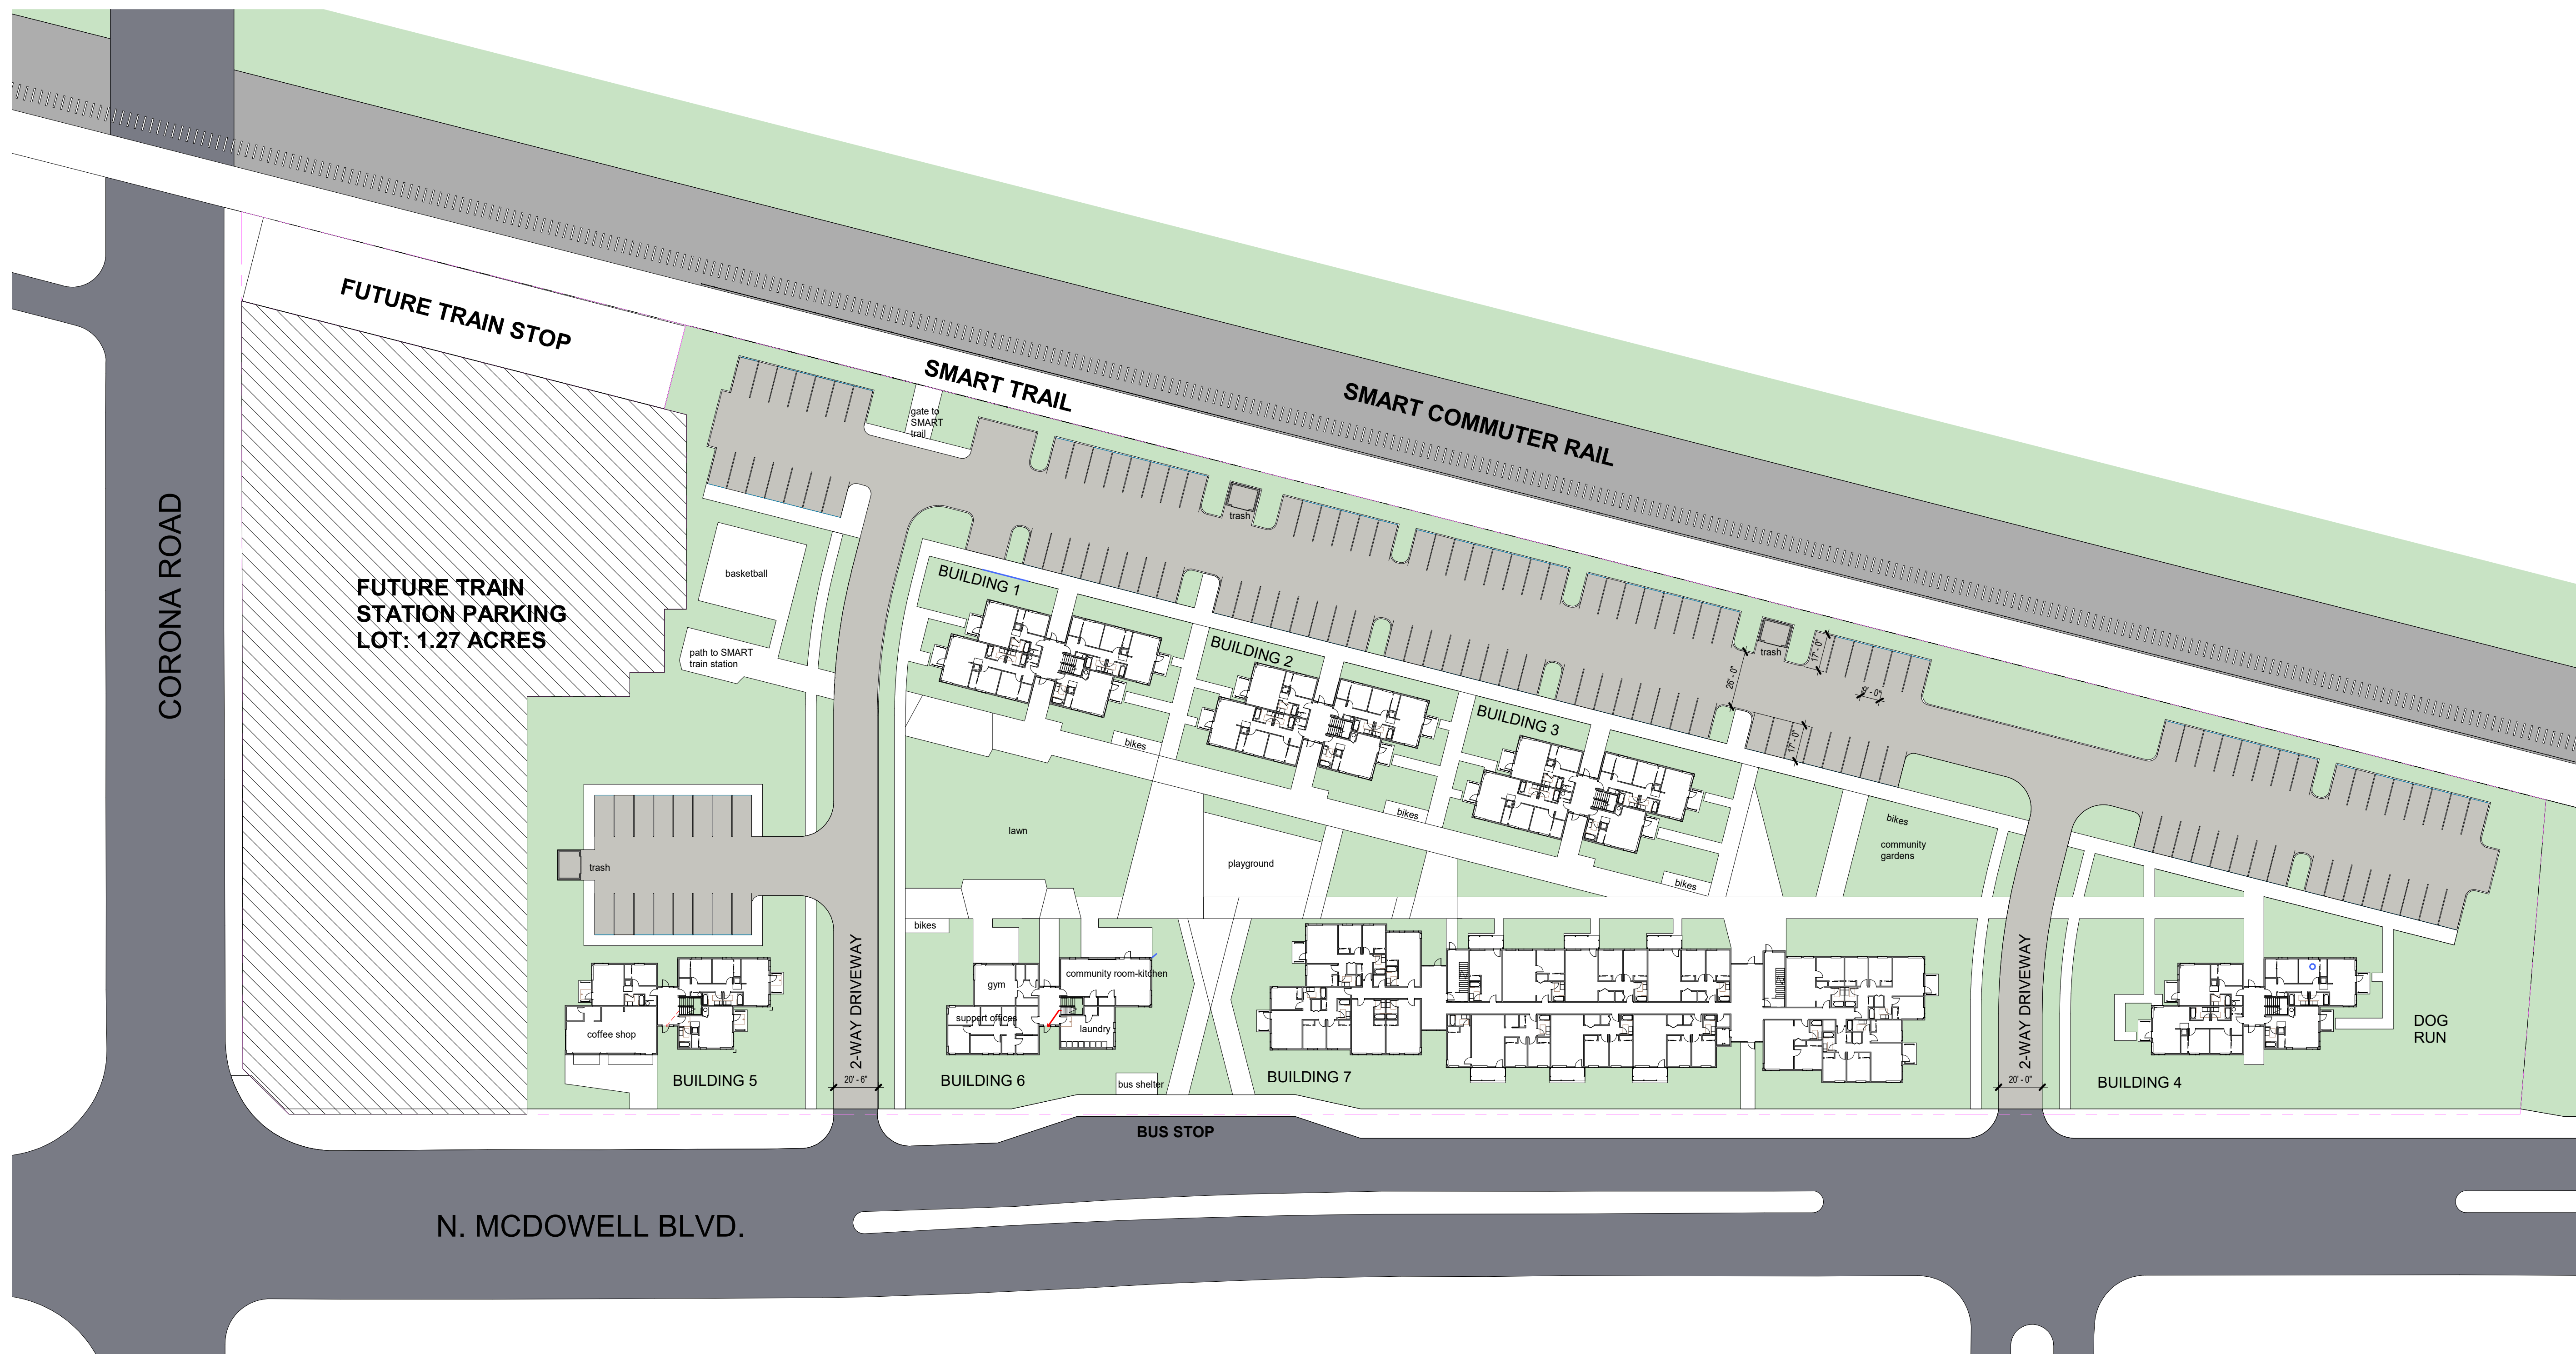 FUTURE TRAIN STOP
SMART TRAIL
SMART COMMUTER RAIL
gate to
SMART
trail
CORONA ROAD
FUTURE TRAIN
STATION PARKING
LOT: 1.27 ACRES
basketball
path to SMART
train station
trash
trash
trash
BUILDING 1
BUILDING 2
BUILDING 3
26' - 0"
17' - 0"
9' - 0"
17' - 0"
bikes
bikes
bikes
bikes
community
gardens
lawn
playground
bikes
gym
community room-kitchen
support offices
laundry
coffee shop
BUILDING 5
2-WAY DRIVEWAY
20' - 6"
BUILDING 6
bus shelter
BUILDING 7
2-WAY DRIVEWAY
20' - 0"
BUILDING 4
DOG
RUN
BUS STOP
N. MCDOWELL BLVD.